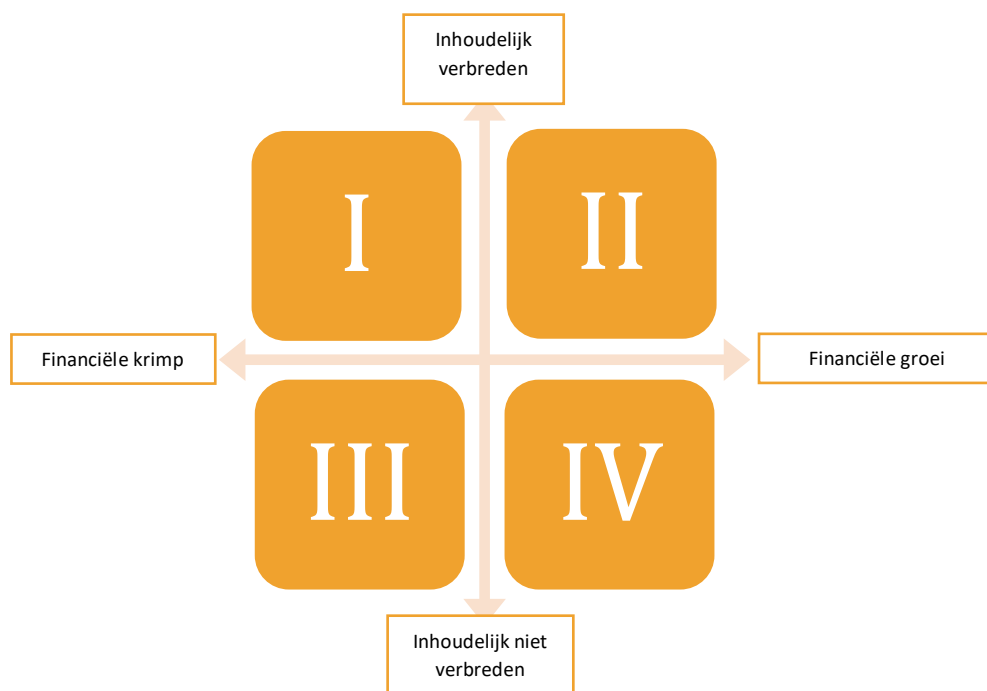 Inhoudelijk
verbreden
I
II
Financiële krimp
Financiële groei
III
IV
Inhoudelijk niet
verbreden